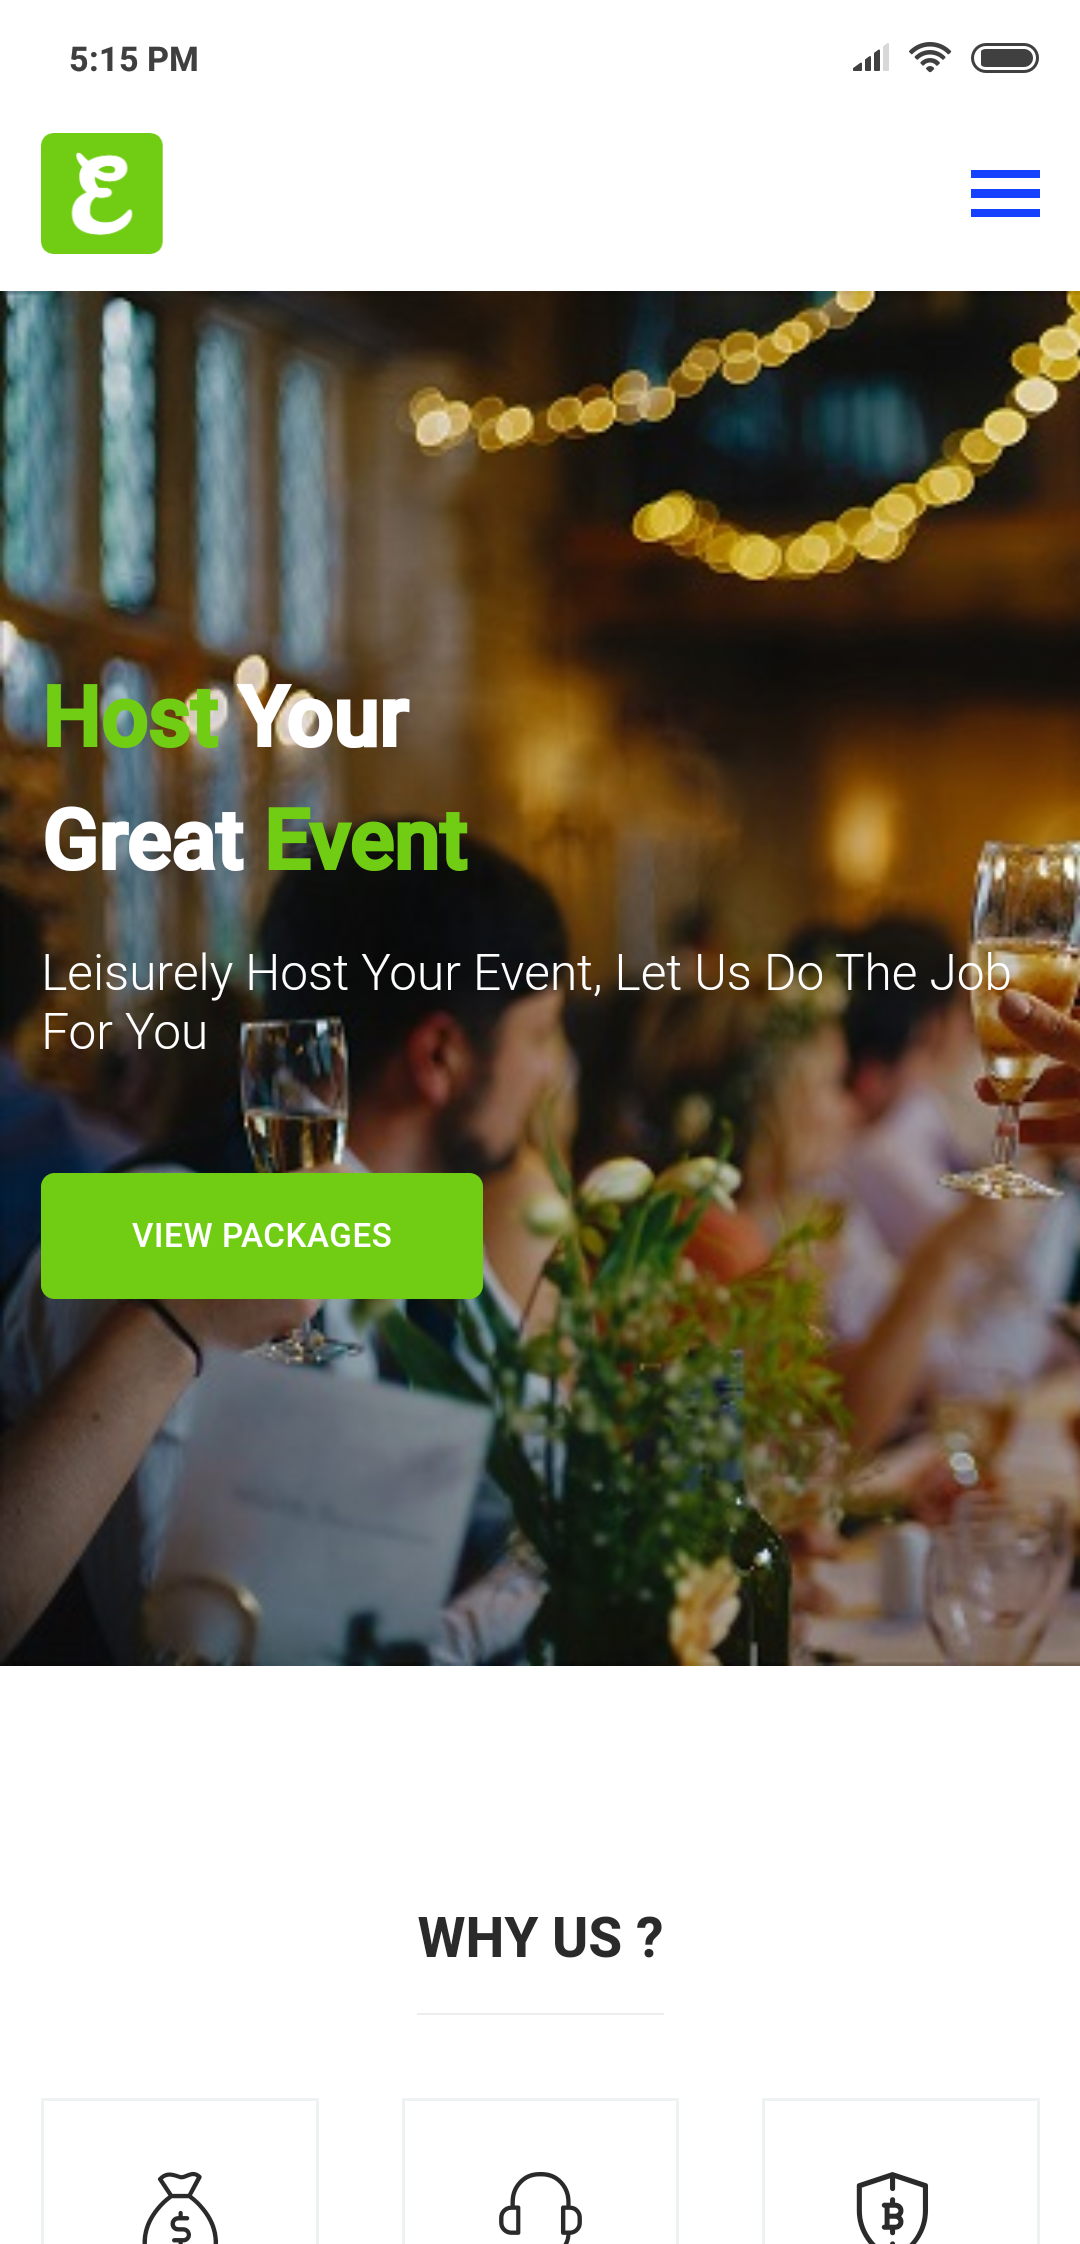 5:15 PM
E
Host Your
Great Event
Leisurely Host Your Event, Let Us Do The Job
For You
VIEW PACKAGES
WHY US ?